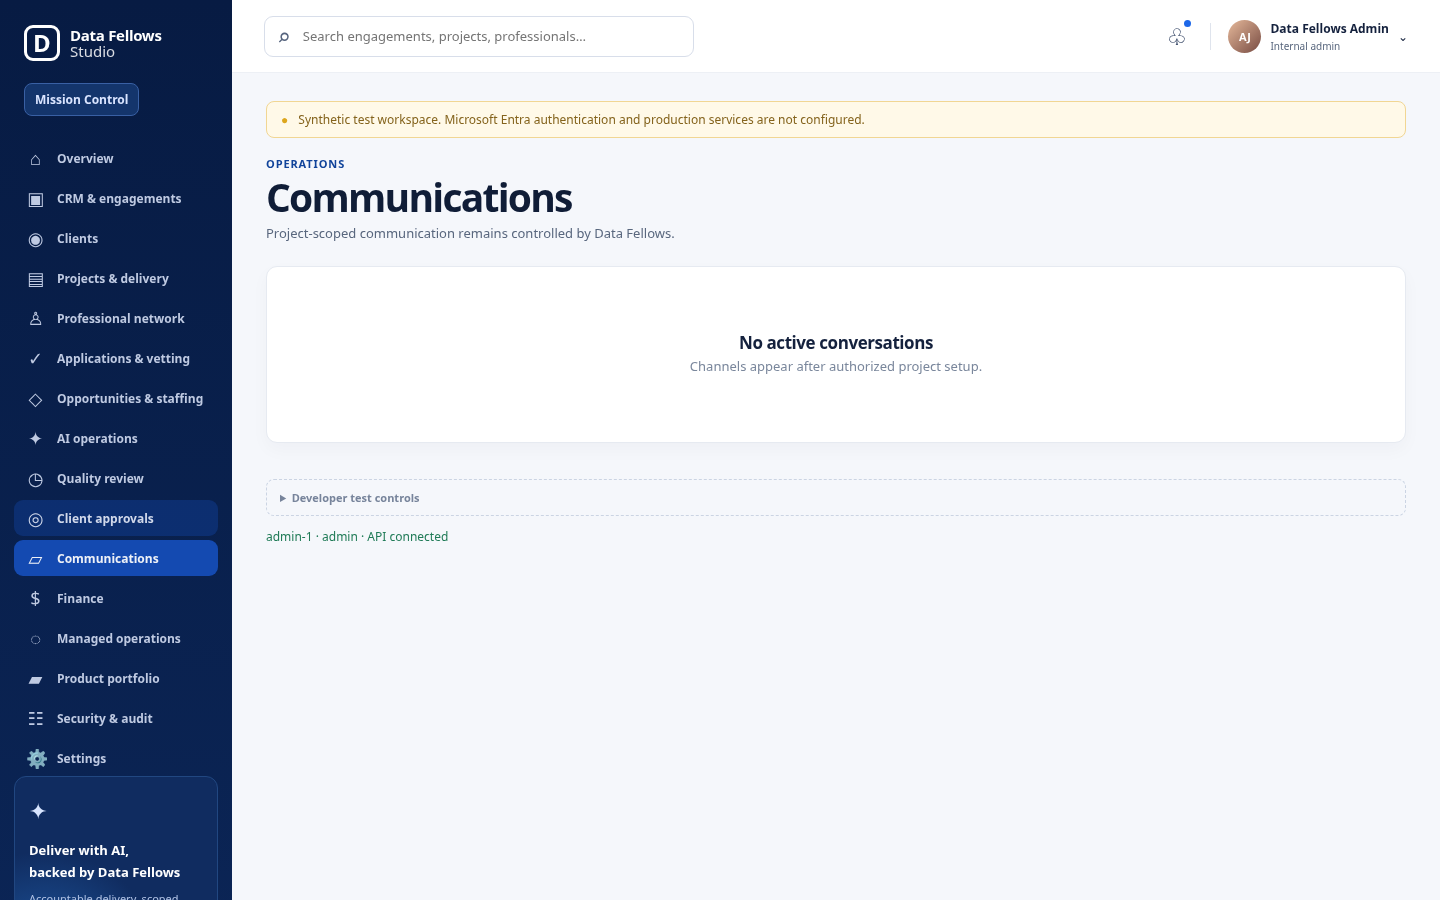 D
Data Fellows
Studio
Mission Control
Overview
CRM & engagements
Clients
Projects & delivery
Professional network
Applications & vetting
Opportunities & staffing
AI operations
Quality review
Client approvals
Communications
$ Finance
Managed operations
Product portfolio
Security & audit
Settings
Deliver with AI,
backed by Data Fellows
Accountable delivery, scoped
Search engagements, projects, professionals...
AJ
Data Fellows Admin
Internal admin
Synthetic test workspace. Microsoft Entra authentication and production services are not configured.
OPERATIONS
Communications
Project-scoped communication remains controlled by Data Fellows.
No active conversations
Channels appear after authorized project setup.
Developer test controls
admin-1 · admin · API connected